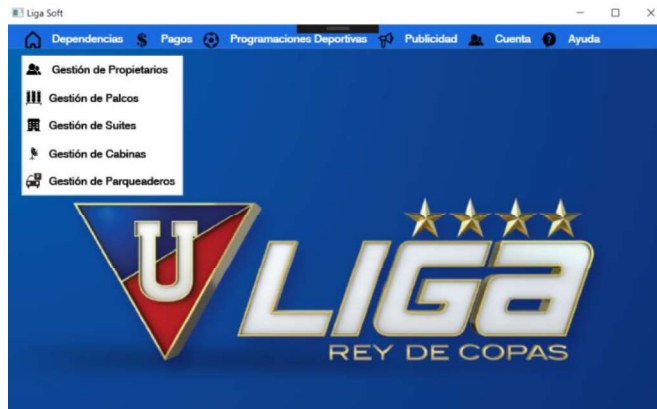 Liga Soft
Dependencias $ Pagos Programaciones Deportivas Publicidad Cuenta ? Ayuda
Gestión de Propietarios
Gestión de Palcos
Gestión de Suites
Gestión de Cabinas
Gestión de Parqueaderos
U
LIGA
REY DE COPAS